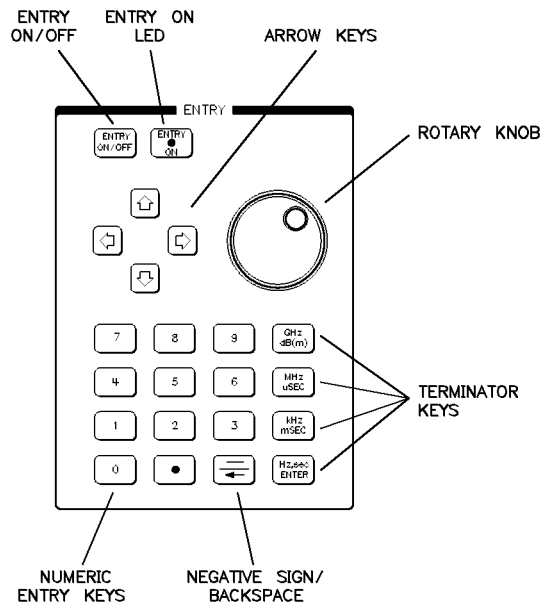 ENTRY ON/OFF
ENTRY ON LED
ARROW KEYS
ENTRY
ENTRY ON/OFF
ENTRY ON
ROTARY KNOB
7
8
9
GHz
dB(m)
4
5
6
MHz
uSEC
TERMINATOR KEYS
1
2
3
kHz
mSEC
0
Hz,sec
ENTER
NUMERIC ENTRY KEYS
NEGATIVE SIGN/
BACKSPACE